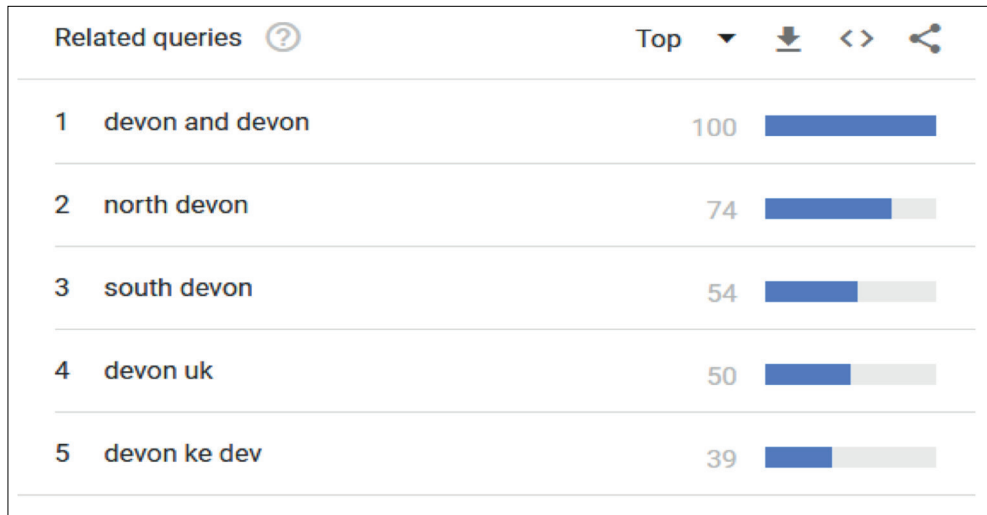 Related queries ? Top
1 devon and devon 100
2 north devon 74
3 south devon 54
4 devon uk 50
5 devon ke dev 39